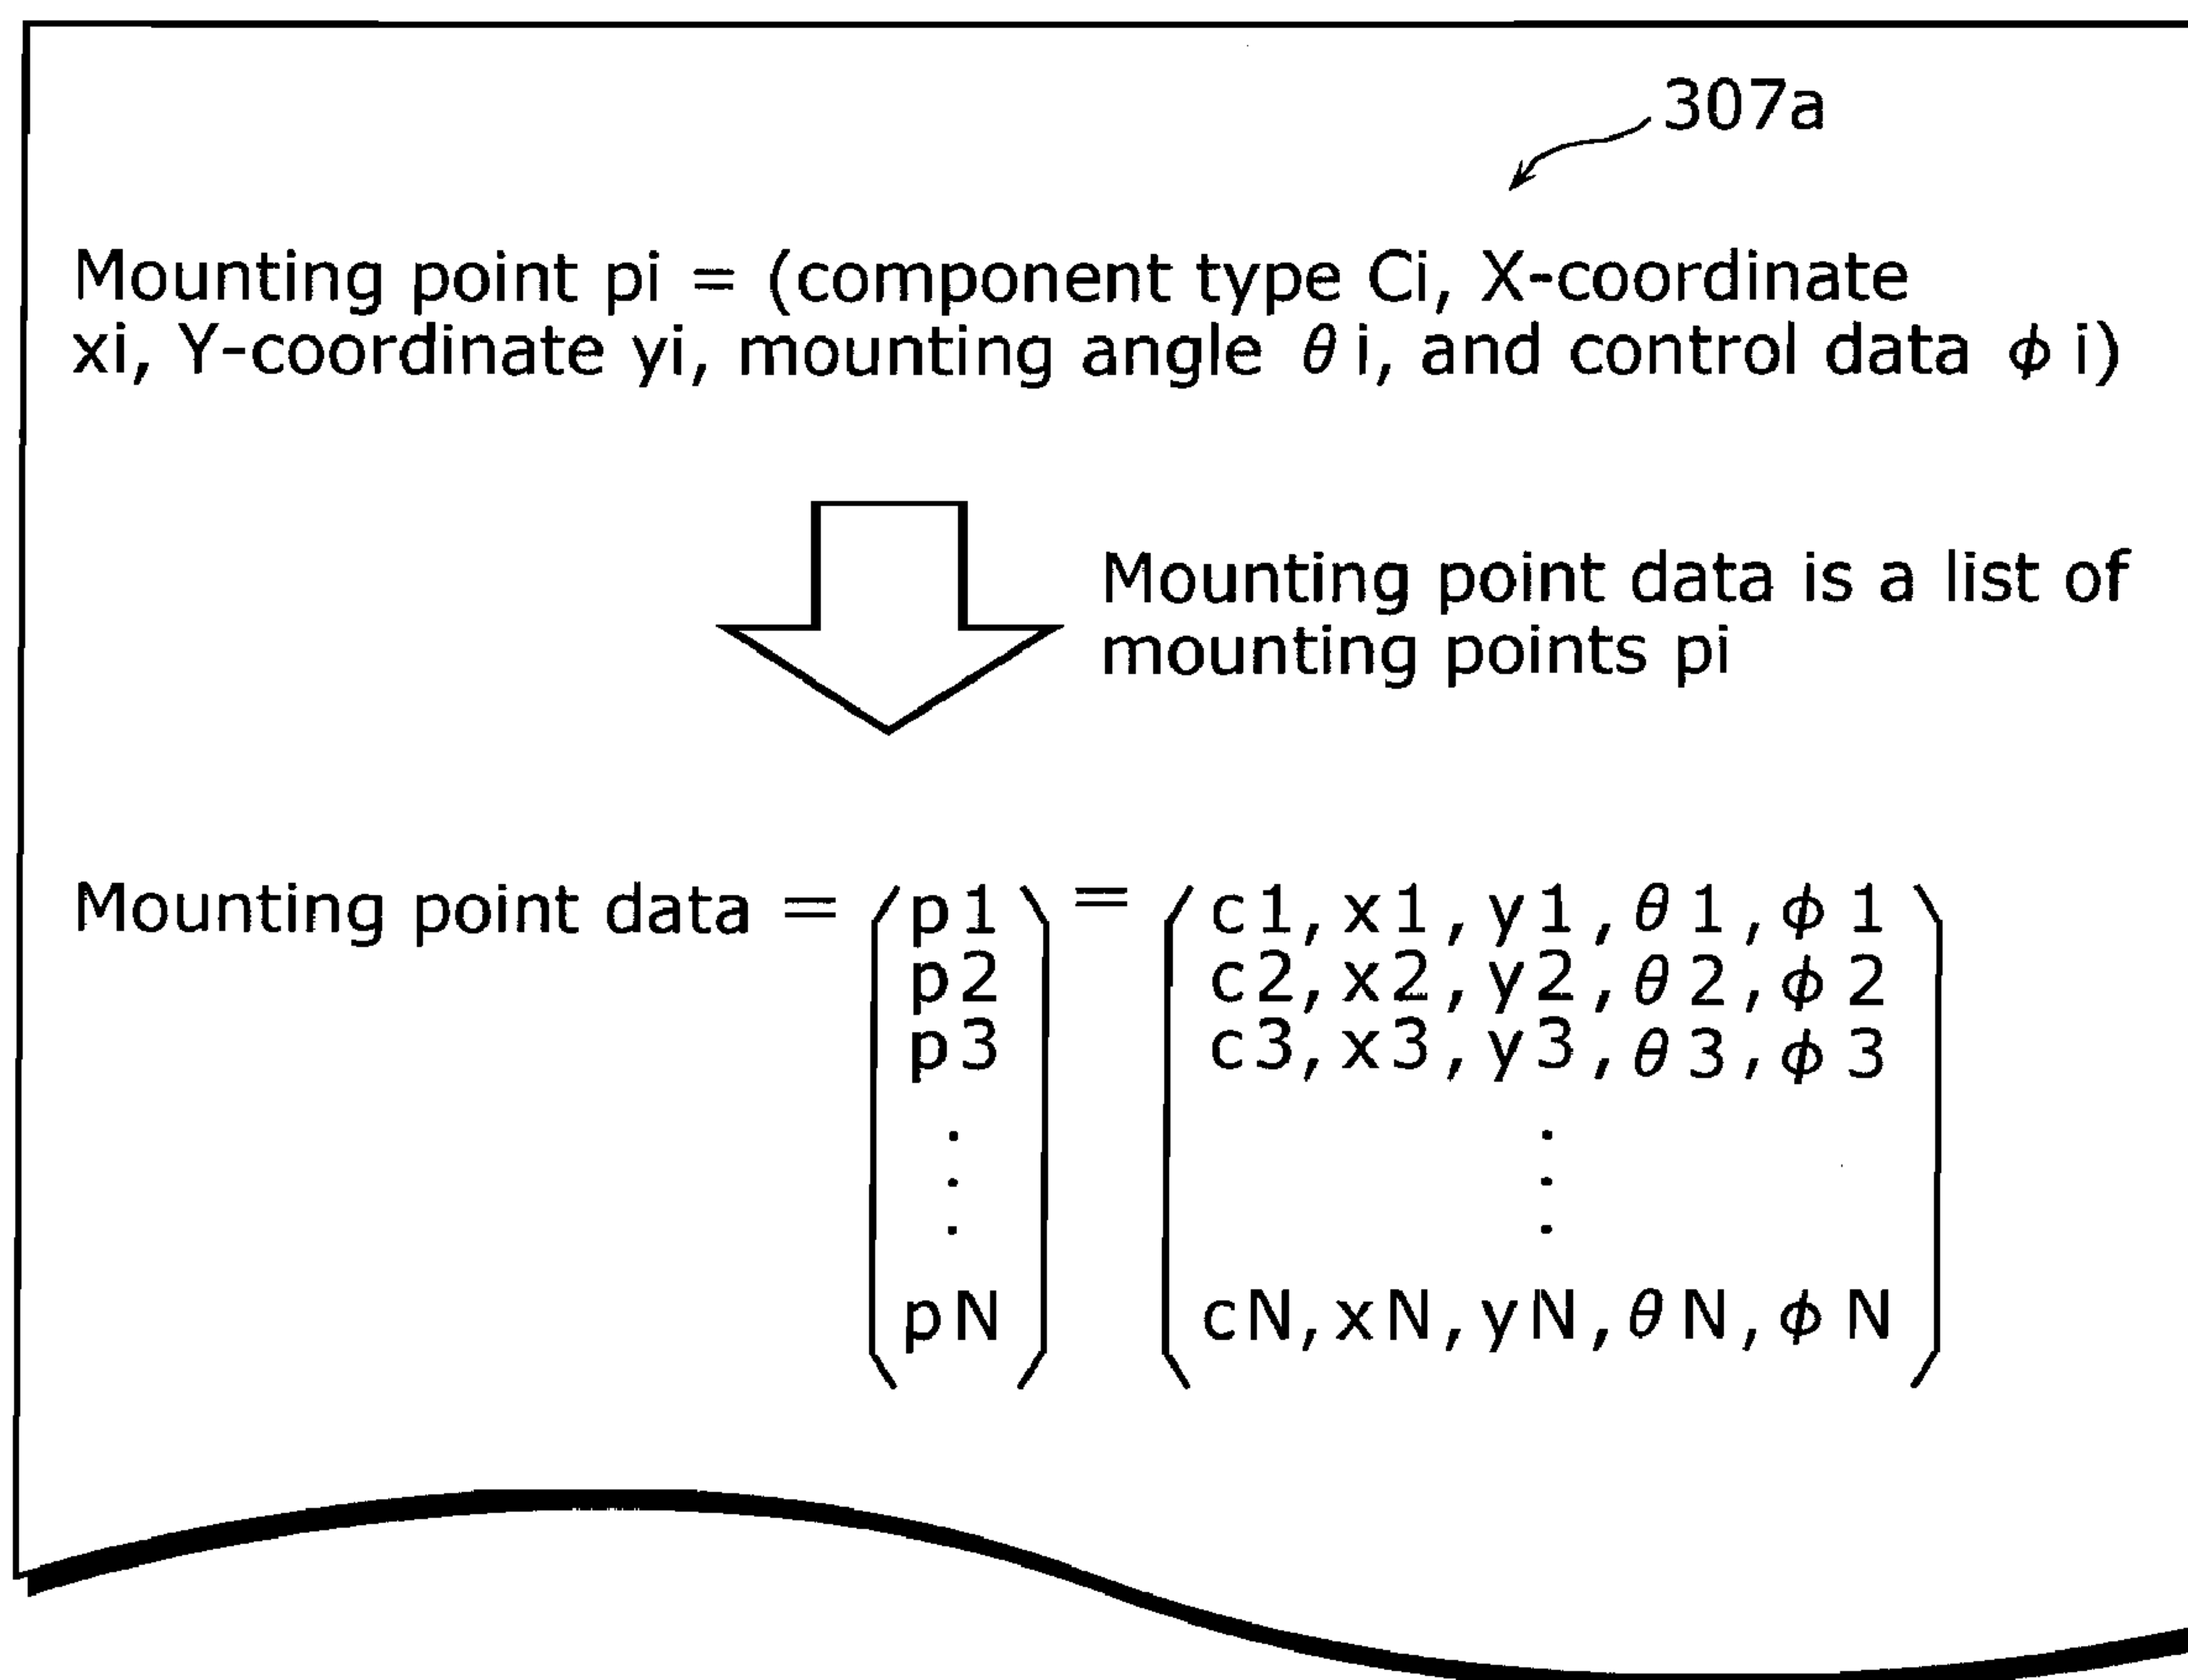 307a
Mounting point pi = (component type Ci, X-coordinate
xi, Y-coordinate yi, mounting angle θ i, and control data ϕ i)
Mounting point data is a list of
mounting points pi
Mounting point data = p1 = c1, x1, y1, θ1, ϕ1
p2 c2, x2, y2, θ2, ϕ2
p3 c3, x3, y3, θ3, ϕ3
. .
. .
. .
pN cN, xN, yN, θN, ϕN